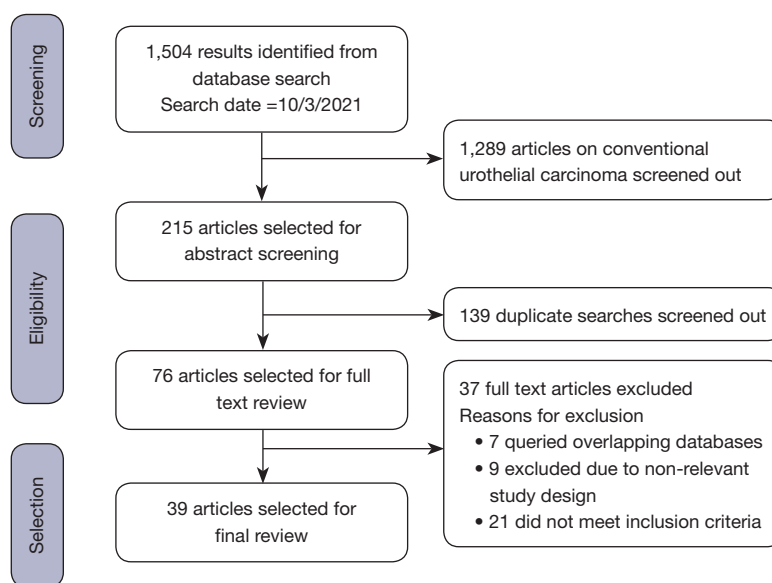 Screening
1,504 results identified from
database search
Search date =10/3/2021
1,289 articles on conventional
urothelial carcinoma screened out
Eligibility
215 articles selected for
abstract screening
139 duplicate searches screened out
76 articles selected for full
text review
37 full text articles excluded
Reasons for exclusion
• 7 queried overlapping databases
• 9 excluded due to non-relevant
study design
• 21 did not meet inclusion criteria
Selection
39 articles selected for
final review